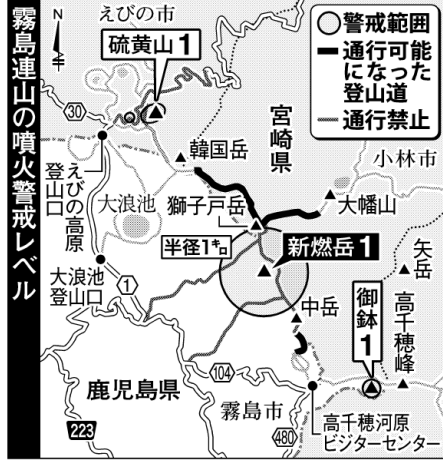 霧島連山の噴火警戒レベル
N
えびの市
硫黄山 1
警戒範囲
通行可能
になった
登山道
通行禁止
30
宮崎県
韓国岳
小林市
えびの高原
登山口
大浪池
獅子戸岳
大幡山
半径1㌔
新燃岳 1
矢岳
大浪池
登山口
1
中岳
御鉢
1
高千穂峰
鹿児島県
104
霧島市
223
480
高千穂河原
ビジターセンター